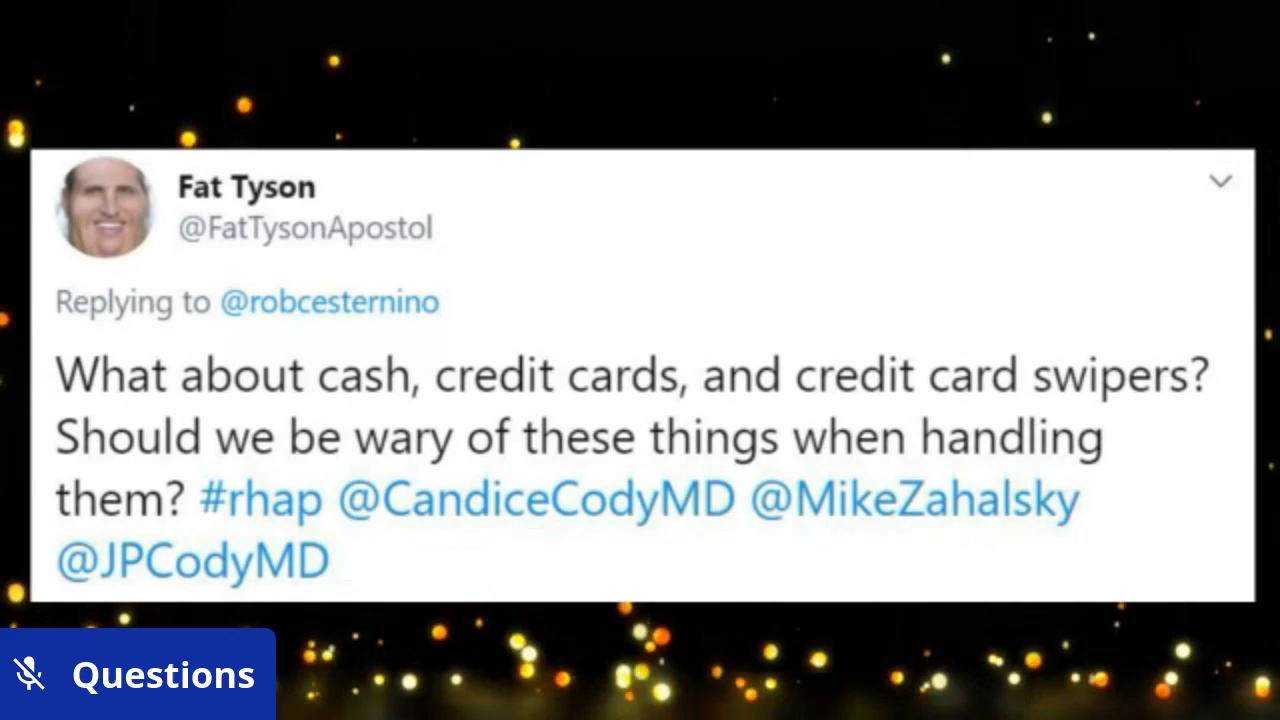 Fat Tyson
@FatTysonApostol
Replying to @robcesternino
What about cash, credit cards, and credit card swipers?
Should we be wary of these things when handling
them? #rhap @CandiceCodyMD @MikeZahalsky
@JPCodyMD
Questions